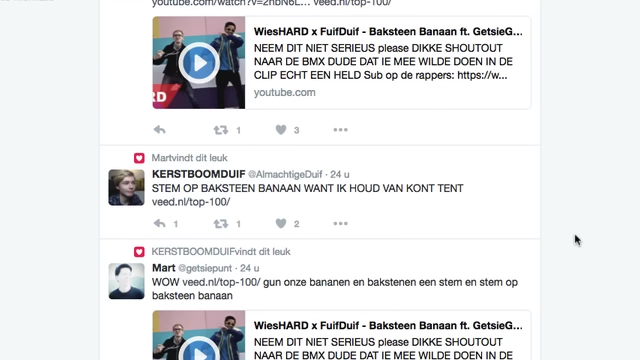 youtube.com/watch?v=2nbN6L... veed.nl/top-100/
WiesHARD x FuifDuif - Baksteen Banaan ft. GetsieG...
NEEM DIT NIET SERIEUS please DIKKE SHOUTOUT
NAAR DE BMX DUDE DAT IE MEE WILDE DOEN IN DE
CLIP ECHT EEN HELD Sub op de rappers: https://w...
youtube.com
RD
1 3
Martvindt dit leuk
KERSTBOOMDUIF @AlmachtigeDuif · 24 u
STEM OP BAKSTEEN BANAAN WANT IK HOUD VAN KONT TENT
veed.nl/top-100/
1 1 2
KERSTBOOMDUIFvindt dit leuk
Mart @getsiepunt · 24 u
WOW veed.nl/top-100/ gun onze bananen en bakstenen een stem en stem op
baksteen banaan
WiesHARD x FuifDuif - Baksteen Banaan ft. GetsieG...
NEEM DIT NIET SERIEUS please DIKKE SHOUTOUT
NAAR DE BMX DUDE DAT IE MEE WILDE DOEN IN DE